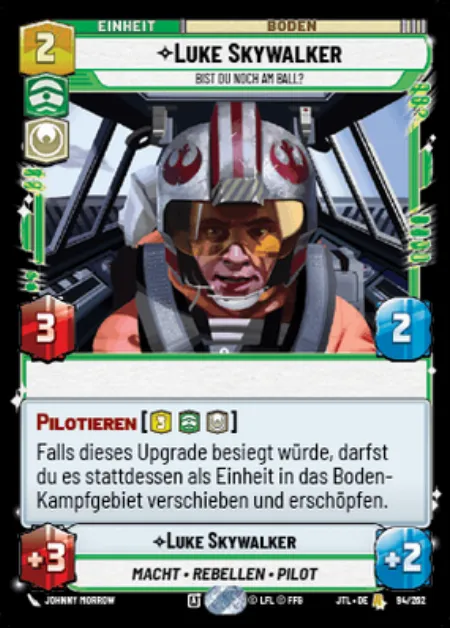 EINHEIT
BODEN
2
LUKE SKYWALKER
BIST DU NOCH AM BALL?
3
2
PILOTIEREN [3]
Falls dieses Upgrade besiegt würde, darfst
du es stattdessen als Einheit in das Boden-
Kampfgebiet verschieben und erschöpfen.
+3
LUKE SKYWALKER
+2
MACHT • REBELLEN • PILOT
JOHNNY MORROW
A
© LFL © FFG
JTL • DE
94/262